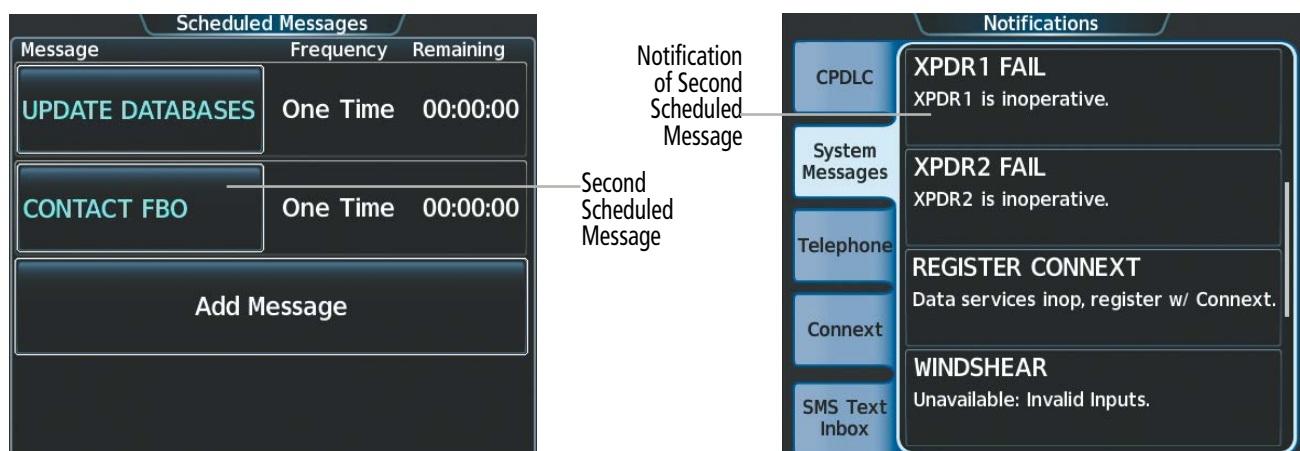 Scheduled Messages
Message Frequency Remaining
UPDATE DATABASES One Time 00:00:00
CONTACT FBO One Time 00:00:00
Add Message
Second
Scheduled
Message
Notification
of Second
Scheduled
Message
Notifications
CPDLC
System
Messages
Telephone
Connext
SMS Text
Inbox
XPDR1 FAIL
XPDR1 is inoperative.
XPDR2 FAIL
XPDR2 is inoperative.
REGISTER CONNEXT
Data services inop, register w/ Connext.
WINDSHEAR
Unavailable: Invalid Inputs.